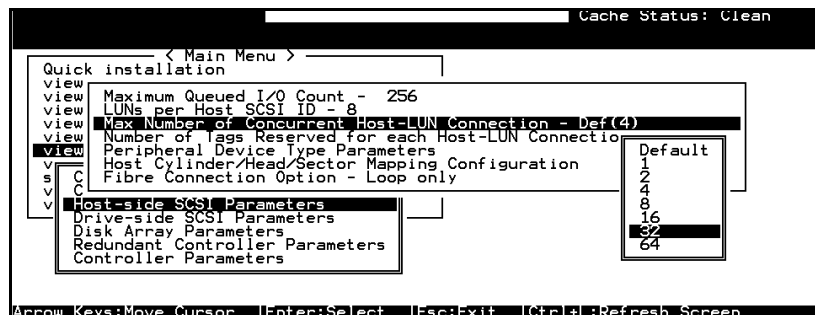 Cache Status: Clean
< Main Menu >
Quick installation
view
view Maximum Queued I/O Count - 256
view LUNs per Host SCSI ID - 8
view Max Number of Concurrent Host-LUN Connection - Def(4)
view Number of Tags Reserved for each Host-LUN Connectio
view Peripheral Device Type Parameters
v Host Cylinder/Head/Sector Mapping Configuration
s C Fibre Connection Option - Loop only
v C
v Host-side SCSI Parameters
Drive-side SCSI Parameters
Disk Array Parameters
Redundant Controller Parameters
Controller Parameters
Default
1
2
4
8
16
32
64
Arrow Keys:Move Cursor |Enter:Select |Esc:Exit |Ctrl+L:Refresh Screen